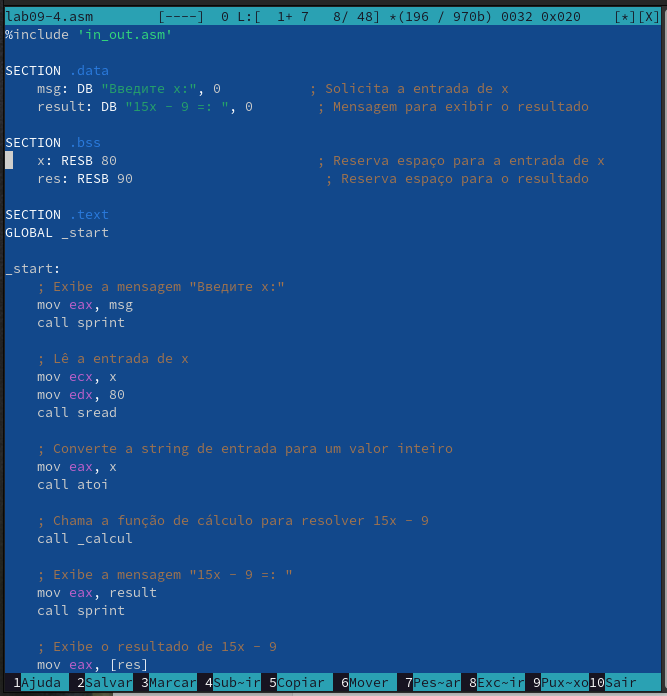 lab09-4.asm [----] 0 L:[ 1+ 7 8/ 48] *(196 / 970b) 0032 0x020 [*][X]
%include 'in_out.asm'
SECTION .data
msg: DB "Введите x:", 0 ; Solicita a entrada de x
result: DB "15x - 9 =: ", 0 ; Mensagem para exibir o resultado
SECTION .bss
x: RESB 80 ; Reserva espaço para a entrada de x
res: RESB 90 ; Reserva espaço para o resultado
SECTION .text
GLOBAL _start
_start:
; Exibe a mensagem "Введите x:"
mov eax, msg
call sprint
; Lê a entrada de x
mov ecx, x
mov edx, 80
call sread
; Converte a string de entrada para um valor inteiro
mov eax, x
call atoi
; Chama a função de cálculo para resolver 15x - 9
call _calcul
; Exibe a mensagem "15x - 9 =: "
mov eax, result
call sprint
; Exibe o resultado de 15x - 9
mov eax, [res]
1Ajuda 2Salvar 3Marcar 4Sub~ir 5Copiar 6Mover 7Pes~ar 8Exc~ir 9Pux~xo 10Sair